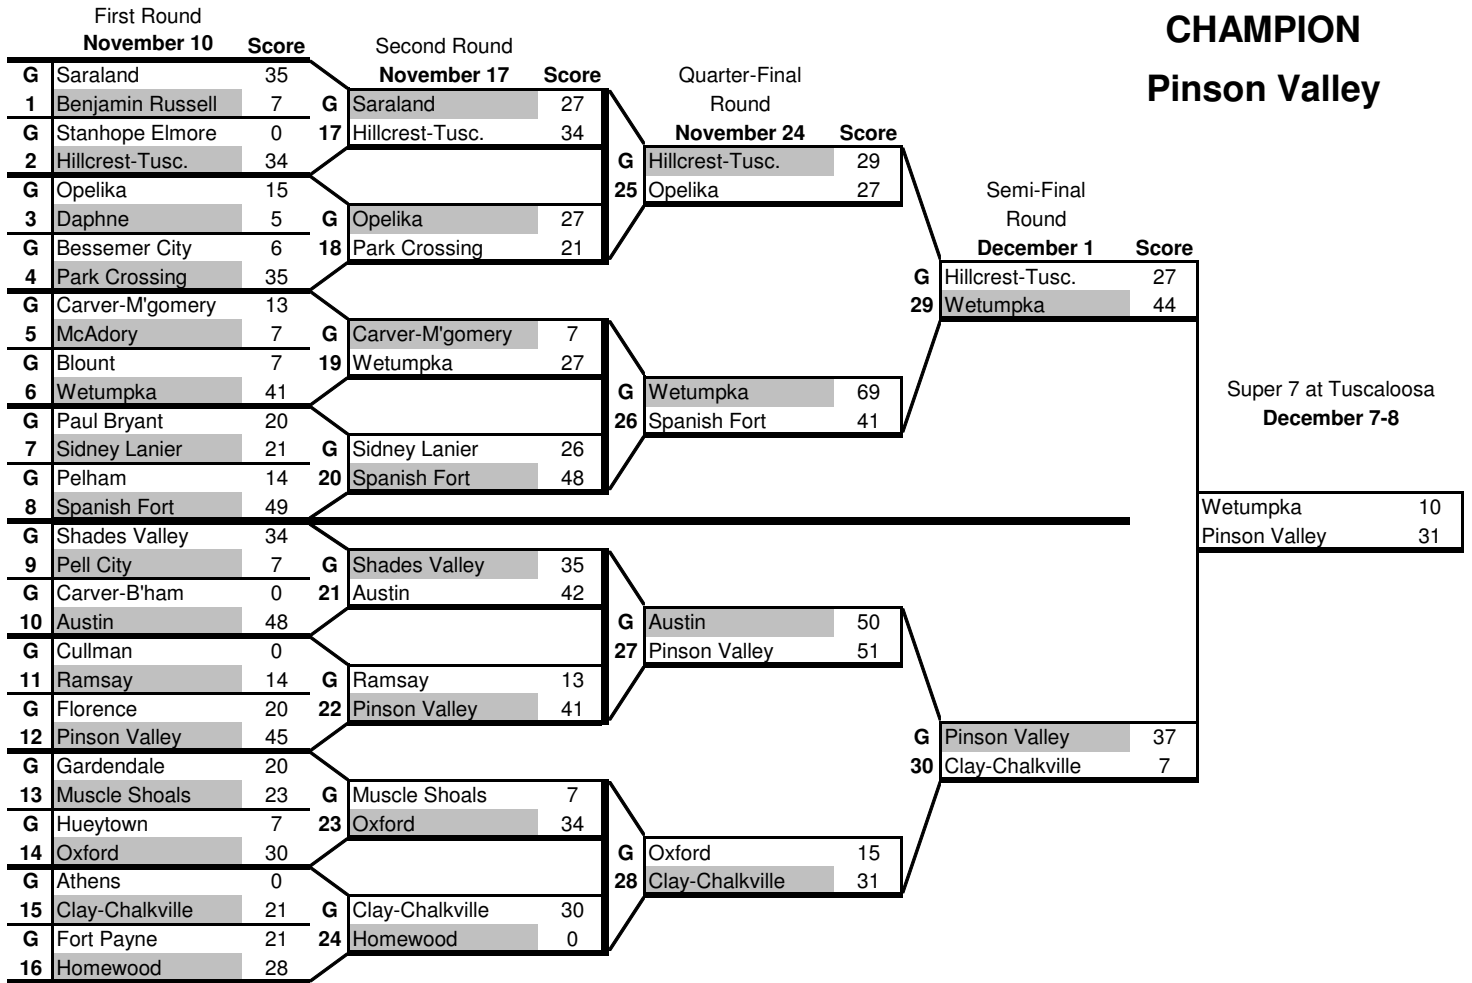 CHAMPION
Pinson Valley
First Round
November 10 Score
G Saraland 35
1 Benjamin Russell 7
G Stanhope Elmore 0
2 Hillcrest-Tusc. 34
G Opelika 15
3 Daphne 5
G Bessemer City 6
4 Park Crossing 35
G Carver-M'gomery 13
5 McAdory 7
G Blount 7
6 Wetumpka 41
G Paul Bryant 20
7 Sidney Lanier 21
G Pelham 14
8 Spanish Fort 49
G Shades Valley 34
9 Pell City 7
G Carver-B'ham 0
10 Austin 48
G Cullman 0
11 Ramsay 14
G Florence 20
12 Pinson Valley 45
G Gardendale 20
13 Muscle Shoals 23
G Hueytown 7
14 Oxford 30
G Athens 0
15 Clay-Chalkville 21
G Fort Payne 21
16 Homewood 28
Second Round
November 17 Score
G Saraland 27
17 Hillcrest-Tusc. 34
G Opelika 27
18 Park Crossing 21
G Carver-M'gomery 7
19 Wetumpka 27
G Sidney Lanier 26
20 Spanish Fort 48
G Shades Valley 35
21 Austin 42
G Ramsay 13
22 Pinson Valley 41
G Muscle Shoals 7
23 Oxford 34
G Clay-Chalkville 30
24 Homewood 0
Quarter-Final
Round
November 24 Score
G Hillcrest-Tusc. 29
25 Opelika 27
G Wetumpka 69
26 Spanish Fort 41
G Austin 50
27 Pinson Valley 51
G Oxford 15
28 Clay-Chalkville 31
Semi-Final
Round
December 1 Score
G Hillcrest-Tusc. 27
29 Wetumpka 44
G Pinson Valley 37
30 Clay-Chalkville 7
Super 7 at Tuscaloosa
December 7-8
Wetumpka 10
Pinson Valley 31